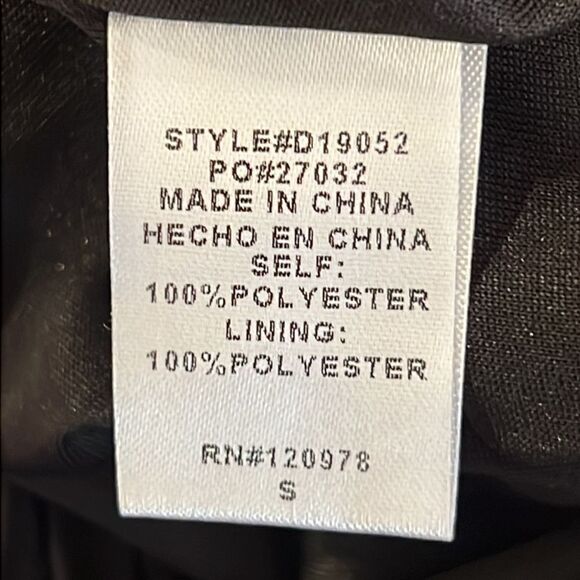 STYLE#D19052
PO#27032
MADE IN CHINA
HECHO EN CHINA
SELF:
100%POLYESTER
LINING:
100%POLYESTER
RN#120978
S